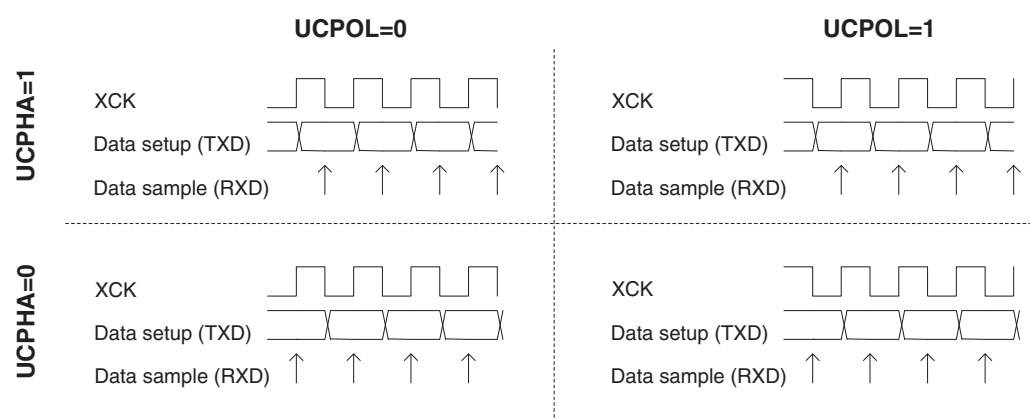 UCPOL=0
UCPOL=1
UCPHA=1
XCK
Data setup (TXD)
Data sample (RXD)
XCK
Data setup (TXD)
Data sample (RXD)
UCPHA=0
XCK
Data setup (TXD)
Data sample (RXD)
XCK
Data setup (TXD)
Data sample (RXD)